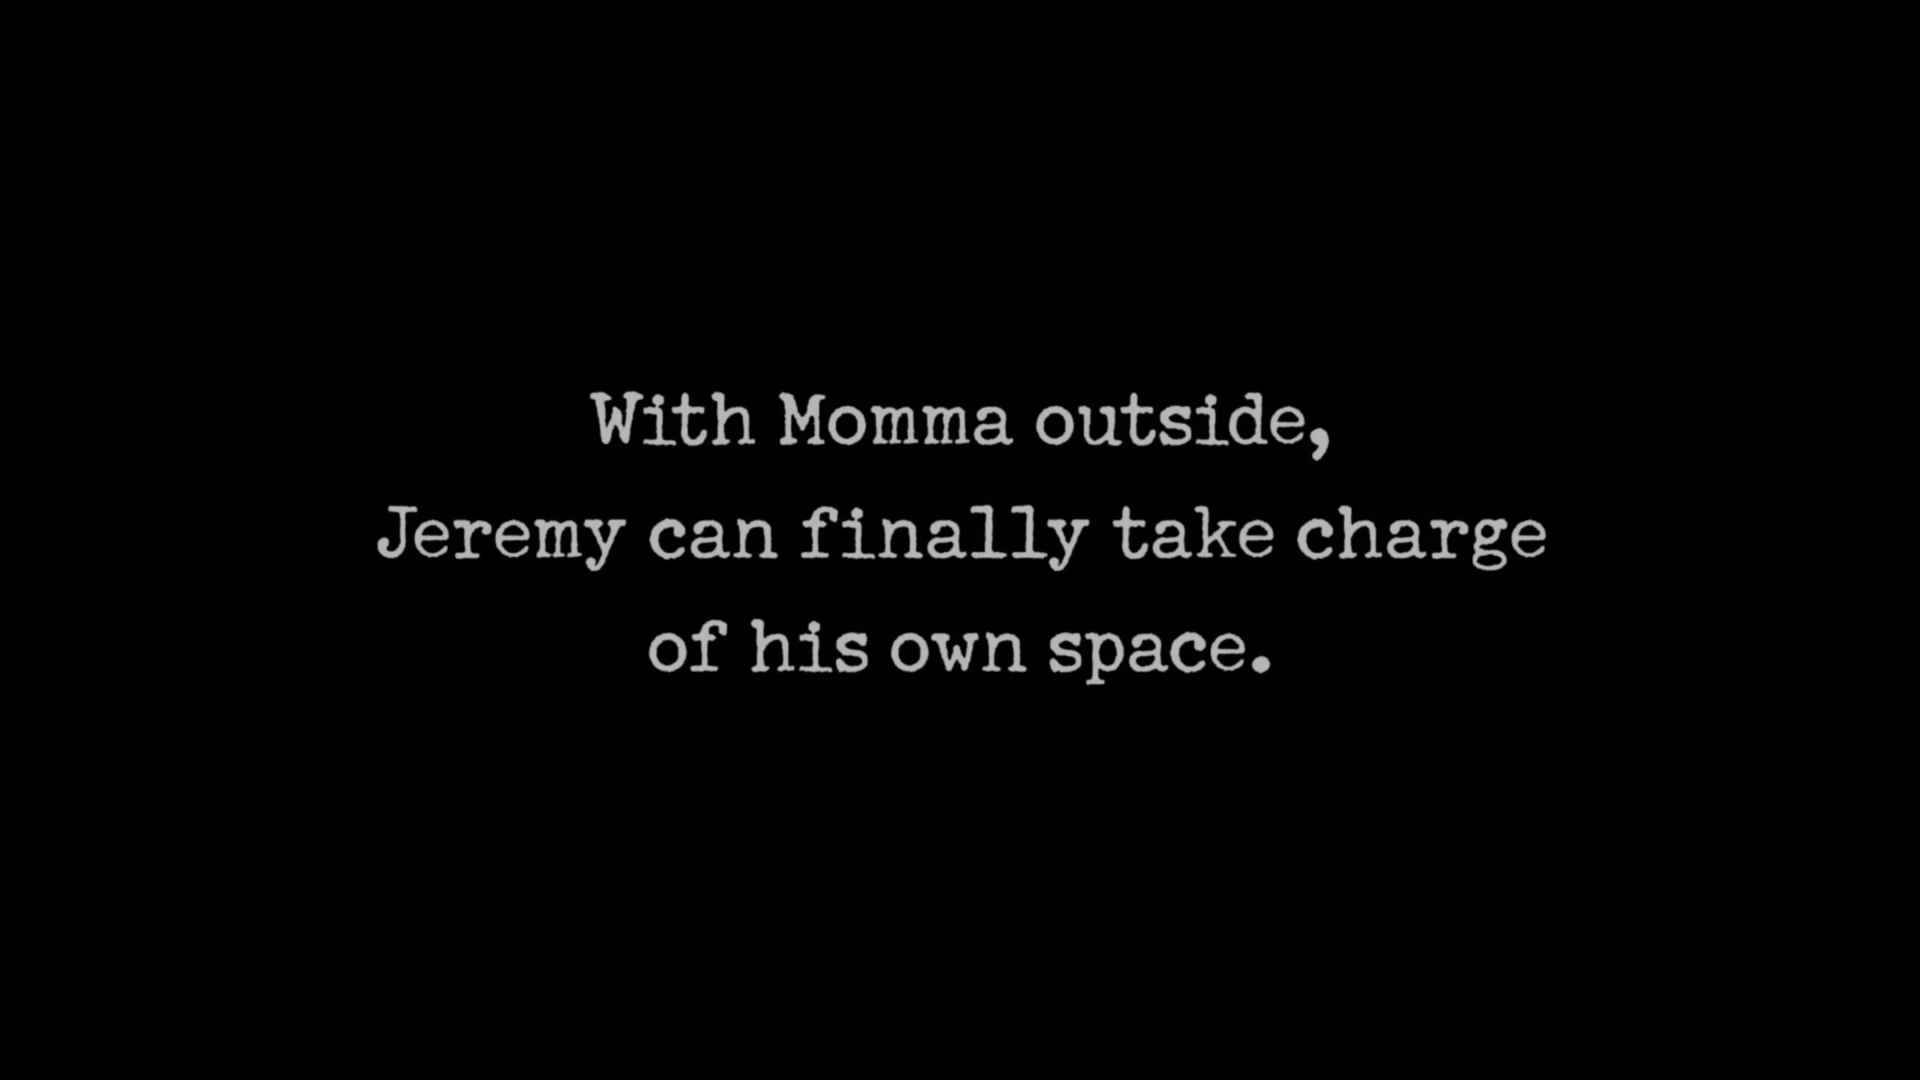 With Momma outside,
Jeremy can finally take charge
of his own space.